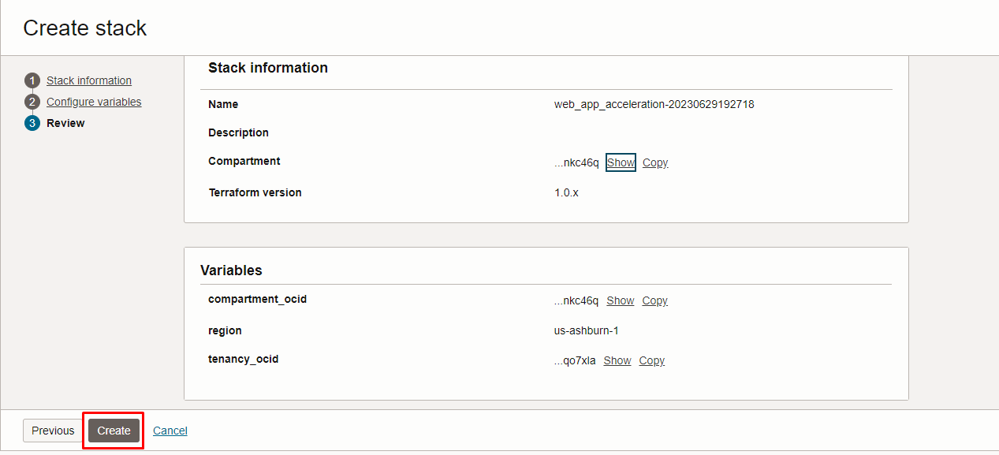 Create stack
1 Stack information
2 Configure variables
3 Review
Stack information
Name web_app_acceleration-20230629192718
Description
Compartment ...nkc46q Show Copy
Terraform version 1.0.x
Variables
compartment_ocid ...nkc46q Show Copy
region us-ashburn-1
tenancy_ocid ...qo7xla Show Copy
Previous Create Cancel